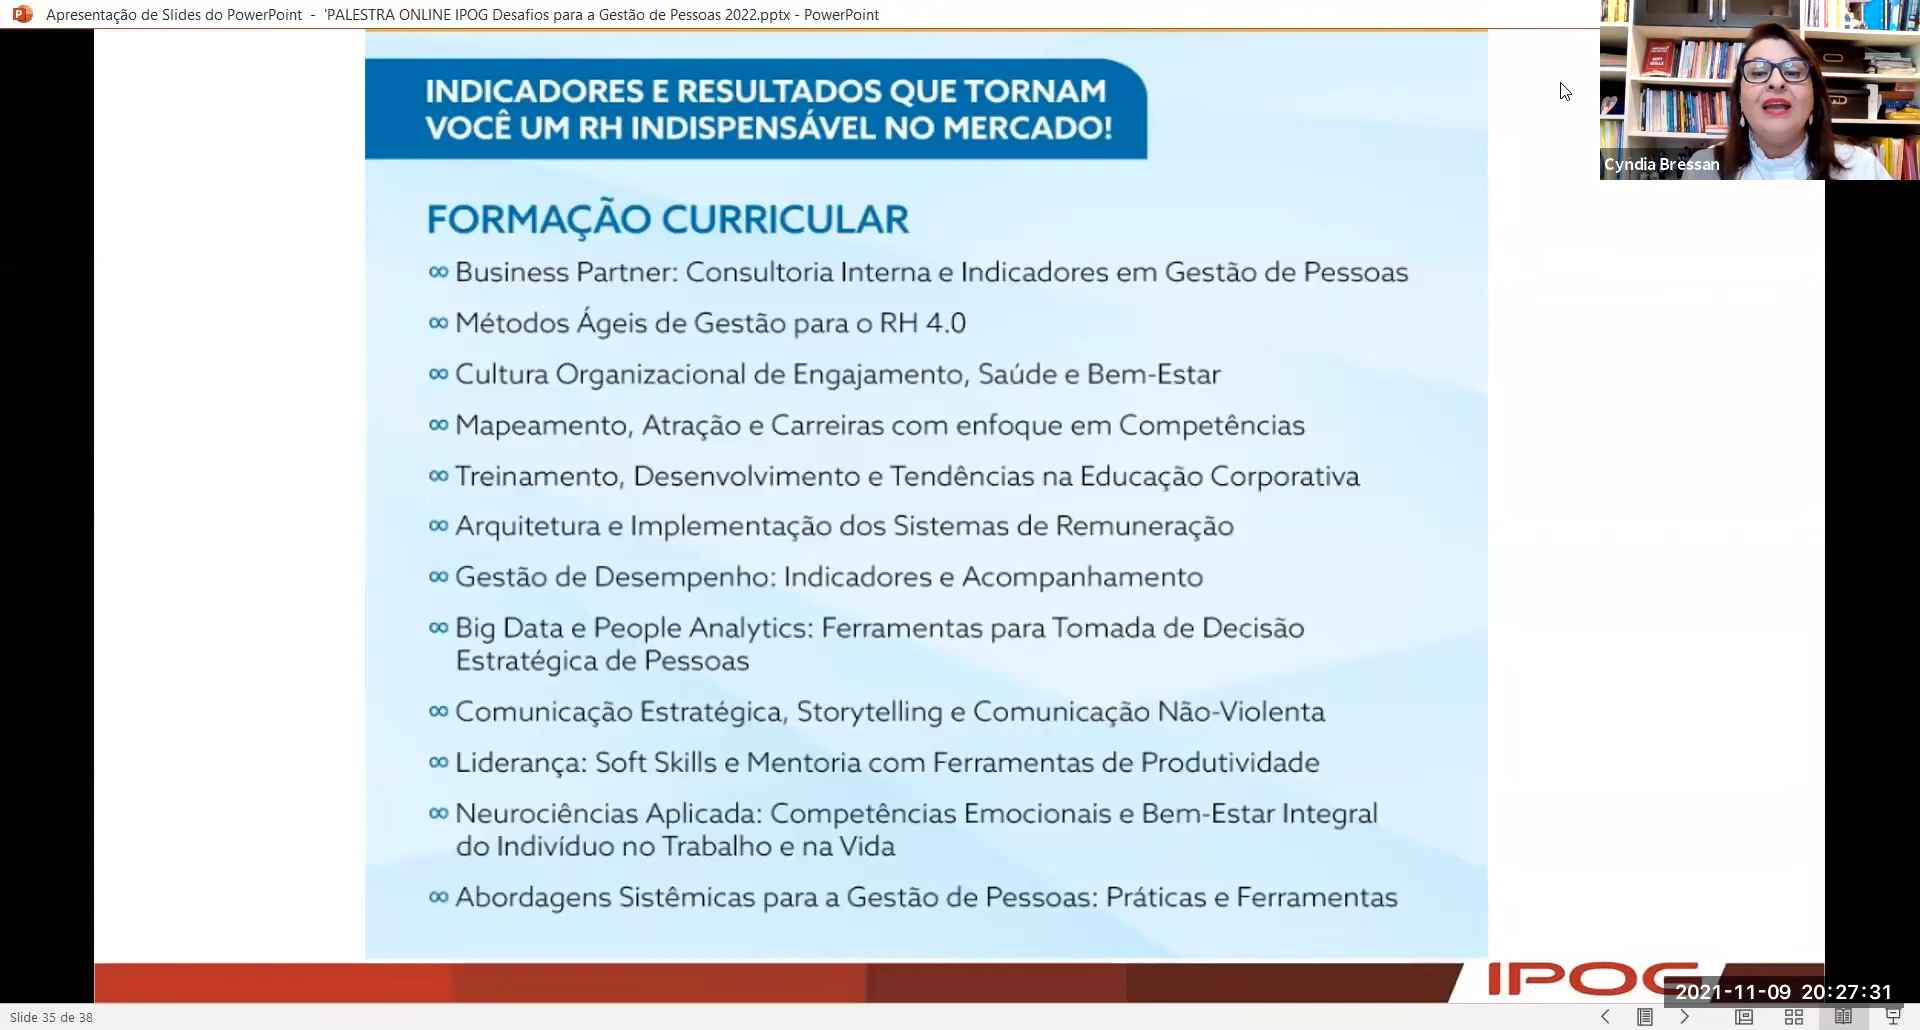 Apresentação de Slides do PowerPoint - 'PALESTRA ONLINE IPOG Desafios para a Gestão de Pessoas 2022.pptx - PowerPoint
INDICADORES E RESULTADOS QUE TORNAM
VOCÊ UM RH INDISPENSÁVEL NO MERCADO!
Cyndia Bressan
FORMAÇÃO CURRICULAR
∞ Business Partner: Consultoria Interna e Indicadores em Gestão de Pessoas
∞ Métodos Ágeis de Gestão para o RH 4.0
∞ Cultura Organizacional de Engajamento, Saúde e Bem-Estar
∞ Mapeamento, Atração e Carreiras com enfoque em Competências
∞ Treinamento, Desenvolvimento e Tendências na Educação Corporativa
∞ Arquitetura e Implementação dos Sistemas de Remuneração
∞ Gestão de Desempenho: Indicadores e Acompanhamento
∞ Big Data e People Analytics: Ferramentas para Tomada de Decisão
Estratégica de Pessoas
∞ Comunicação Estratégica, Storytelling e Comunicação Não-Violenta
∞ Liderança: Soft Skills e Mentoria com Ferramentas de Produtividade
∞ Neurociências Aplicada: Competências Emocionais e Bem-Estar Integral
do Indivíduo no Trabalho e na Vida
∞ Abordagens Sistêmicas para a Gestão de Pessoas: Práticas e Ferramentas
IPOG
2021-11-09 20:27:31
Slide 35 de 38